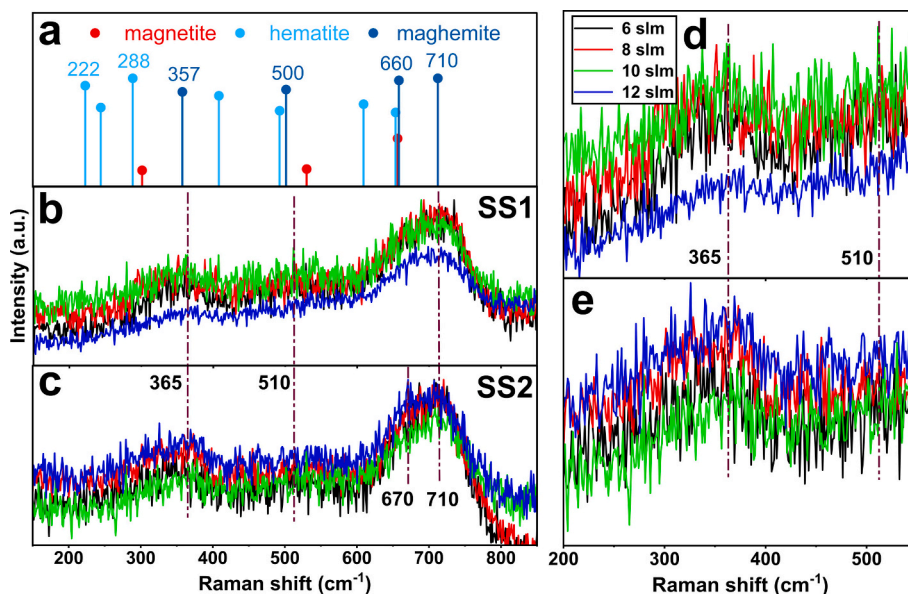 a
magnetite hematite maghemite
222 288 357 500 660 710
b SS1
365 510
c SS2
670 710
200 300 400 500 600 700 800
Raman shift (cm-1)
Intensity (a.u.)
6 slm
8 slm
10 slm
12 slm
d
365 510
e
200 300 400 500
Raman shift (cm-1)